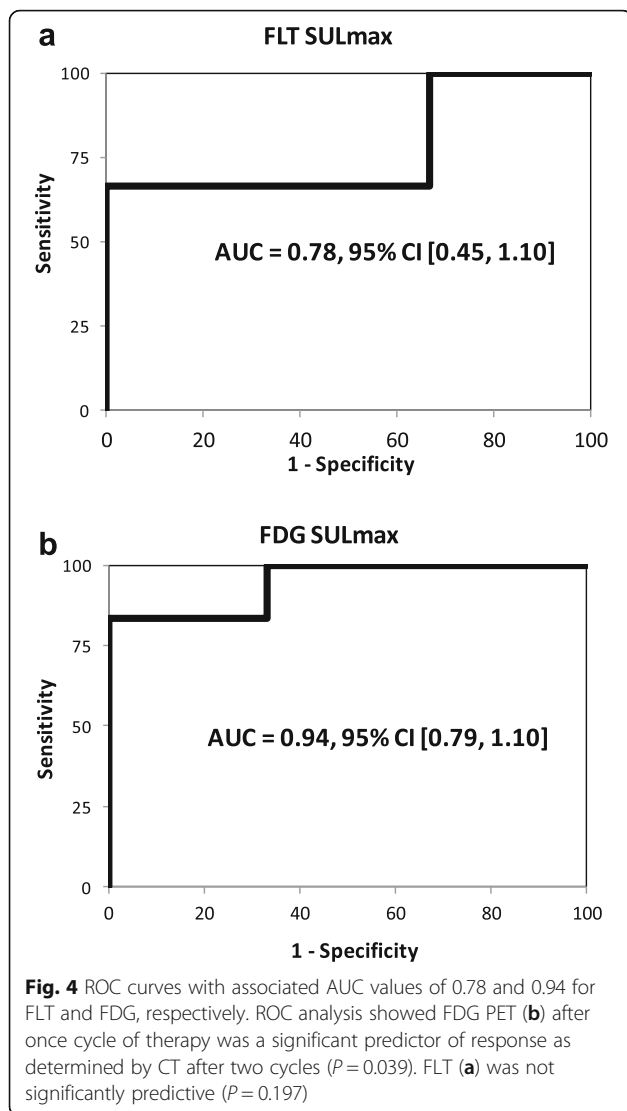 a
FLT SULmax
100
75
50
25
0
Sensitivity
AUC = 0.78, 95% CI [0.45, 1.10]
0 20 40 60 80 100
1 - Specificity
b
FDG SULmax
100
75
50
25
0
Sensitivity
AUC = 0.94, 95% CI [0.79, 1.10]
0 20 40 60 80 100
1 - Specificity
Fig. 4 ROC curves with associated AUC values of 0.78 and 0.94 for
FLT and FDG, respectively. ROC analysis showed FDG PET (b) after
once cycle of therapy was a significant predictor of response as
determined by CT after two cycles (P = 0.039). FLT (a) was not
significantly predictive (P = 0.197)